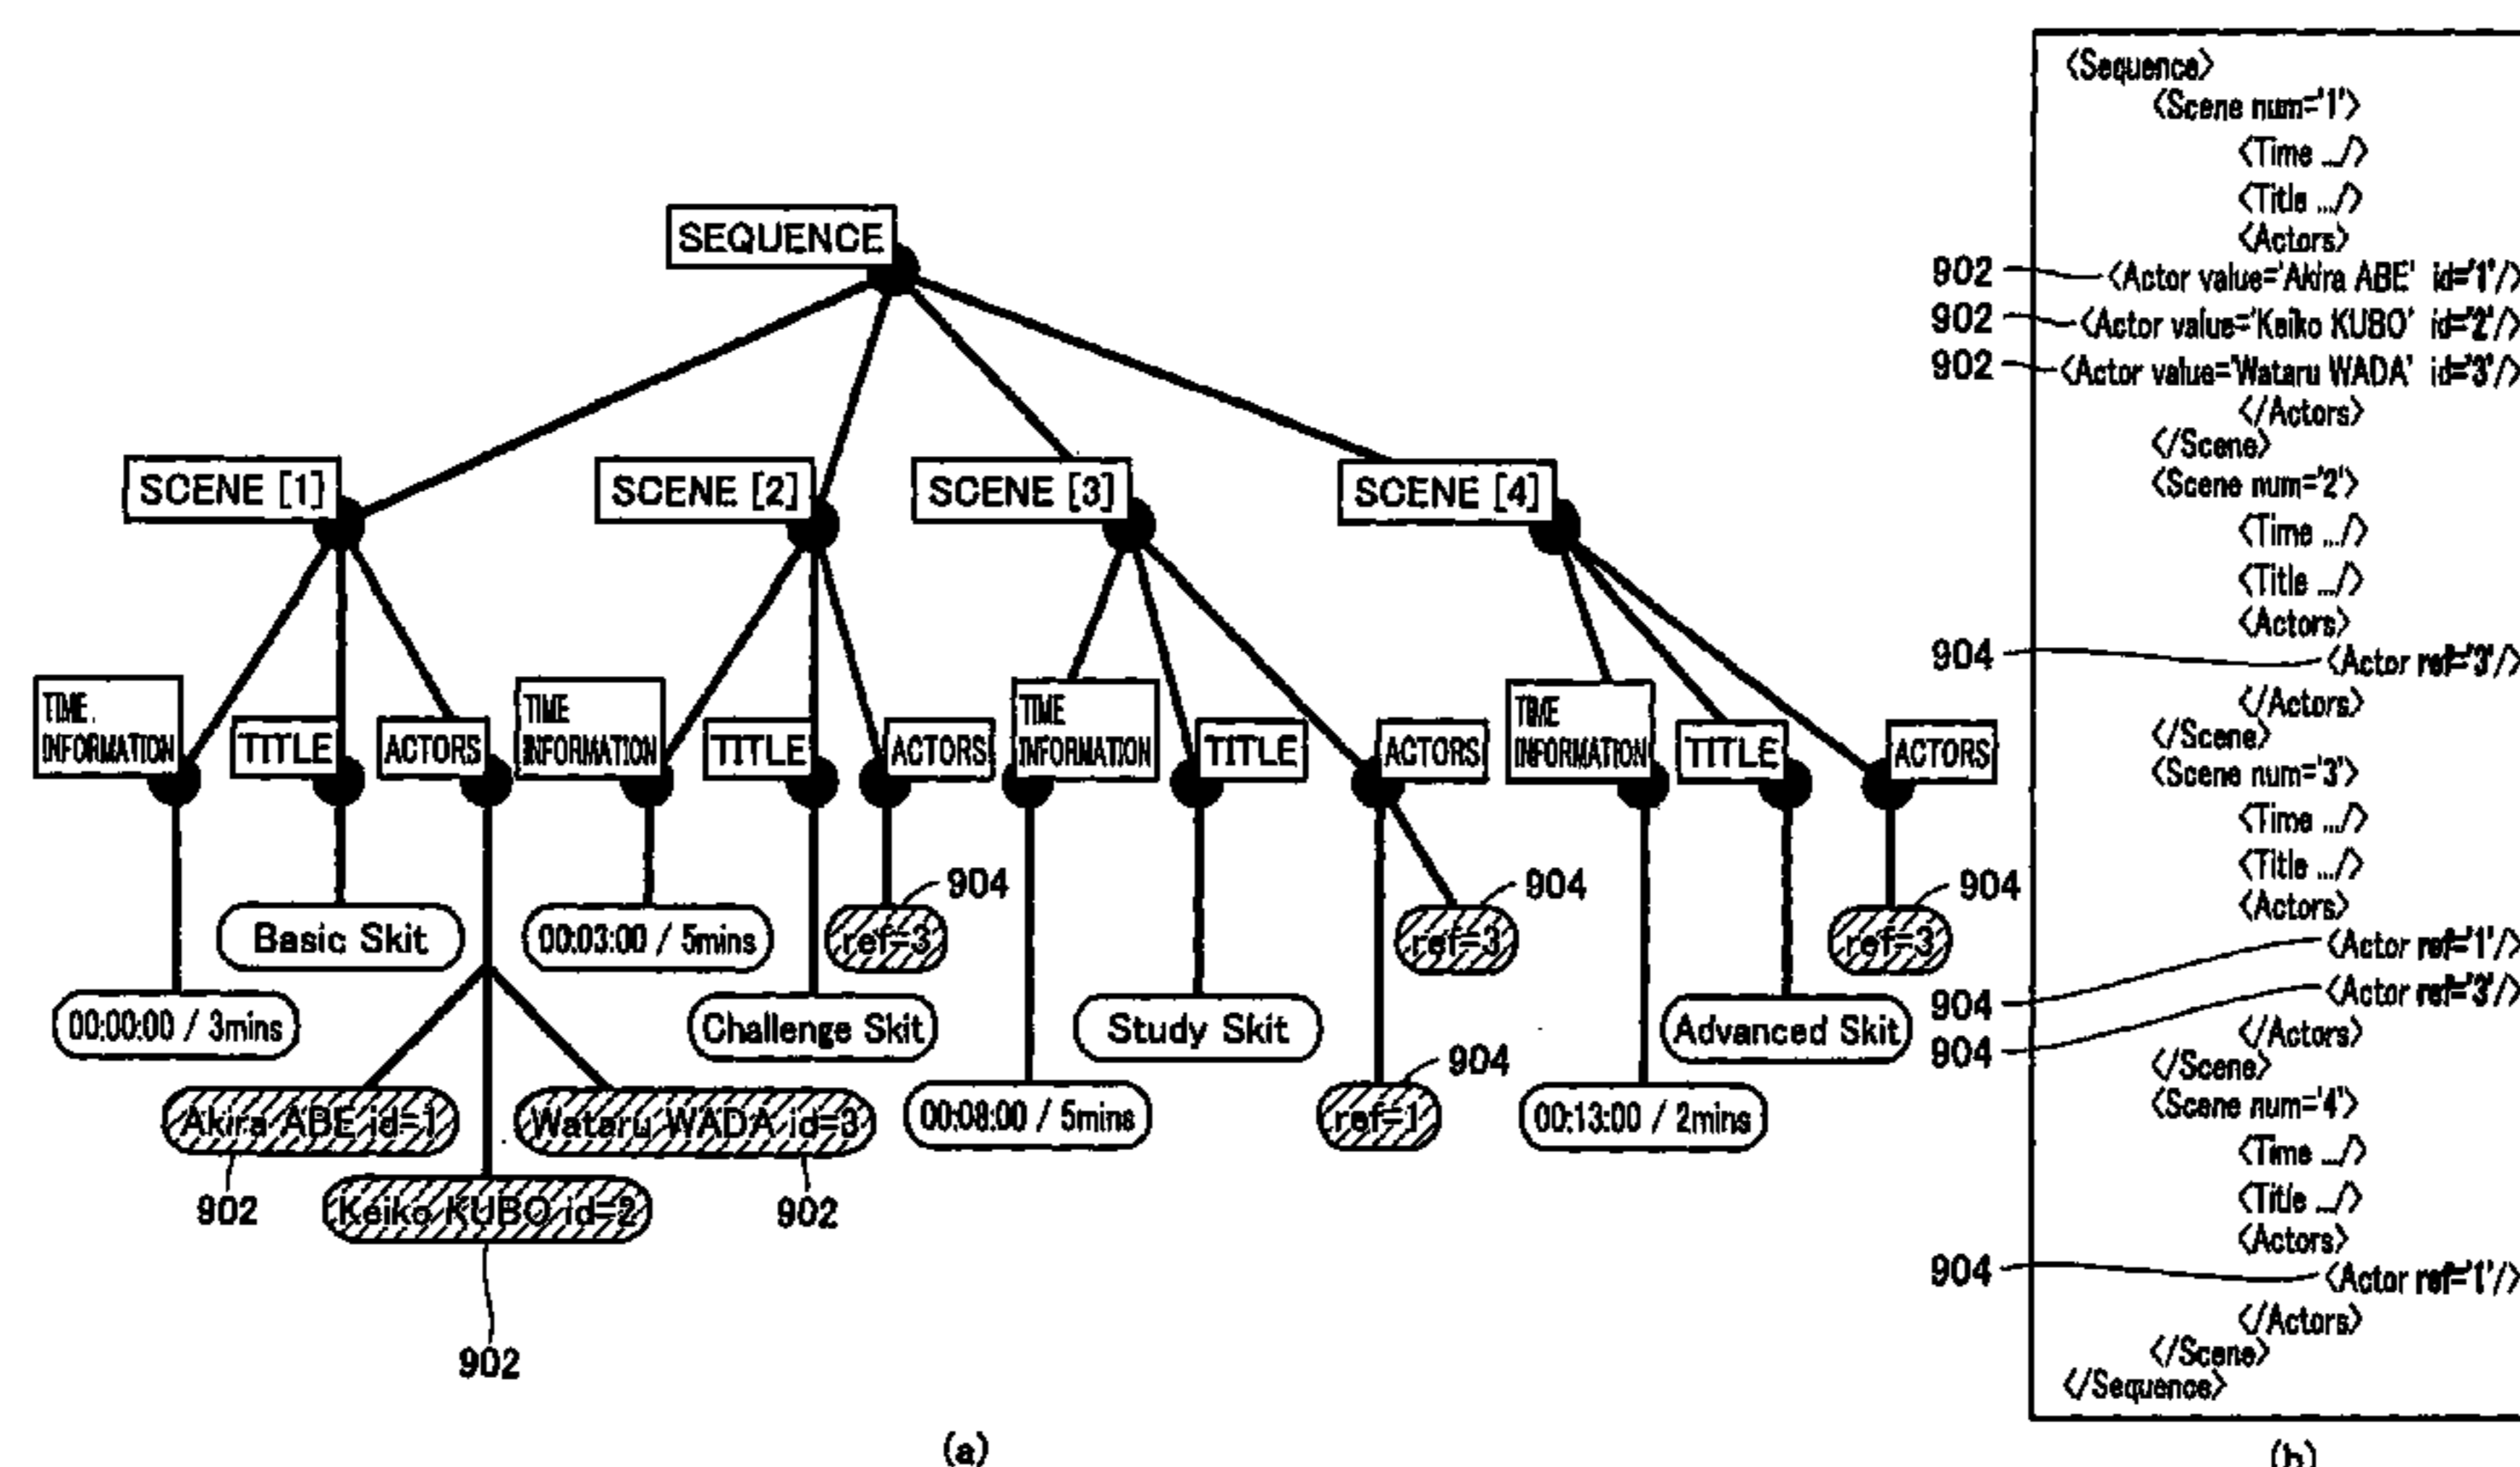 SEQUENCE
SCENE [1]
SCENE [2]
SCENE [3]
SCENE [4]
TIME
INFORMATION
TITLE
ACTORS
TIME
INFORMATION
TITLE
ACTORS
TIME
INFORMATION
TITLE
ACTORS
TIME
INFORMATION
TITLE
ACTORS
904
904
904
Basic Skit
00:03:00 / 5mins
ref=3
ref=3
ref=3
00:00:00 / 3mins
Challenge Skit
Study Skit
Advanced Skit
904
Akira ABE id=1
Wataru WADA id=3
00:08:00 / 5mins
ref=1
00:13:00 / 2mins
902
Keiko KUBO id=2
902
902
(a)
<Sequence>
<Scene num='1'>
<Time .../>
<Title .../>
<Actors>
902 <Actor value='Akira ABE' id='1'/>
902 <Actor value='Keiko KUBO' id='2'/>
902 <Actor value='Wataru WADA' id='3'/>
</Actors>
</Scene>
<Scene num='2'>
<Time .../>
<Title .../>
<Actors>
904 <Actor ref='3'/>
</Actors>
</Scene>
<Scene num='3'>
<Time .../>
<Title .../>
<Actors>
904 <Actor ref='1'/>
904 <Actor ref='3'/>
</Actors>
</Scene>
<Scene num='4'>
<Time .../>
<Title .../>
<Actors>
904 <Actor ref='1'/>
</Actors>
</Scene>
</Sequence>
(b)